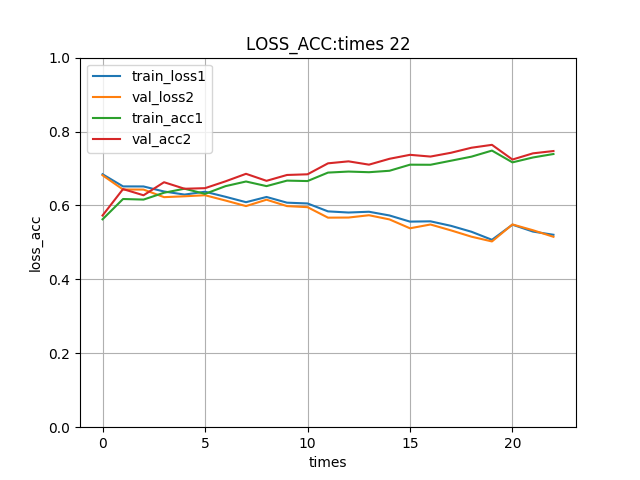 LOSS_ACC:times 22
1.0
0.8
0.6
0.4
0.2
0.0
loss_acc
train_loss1
val_loss2
train_acc1
val_acc2
0 5 10 15 20
times